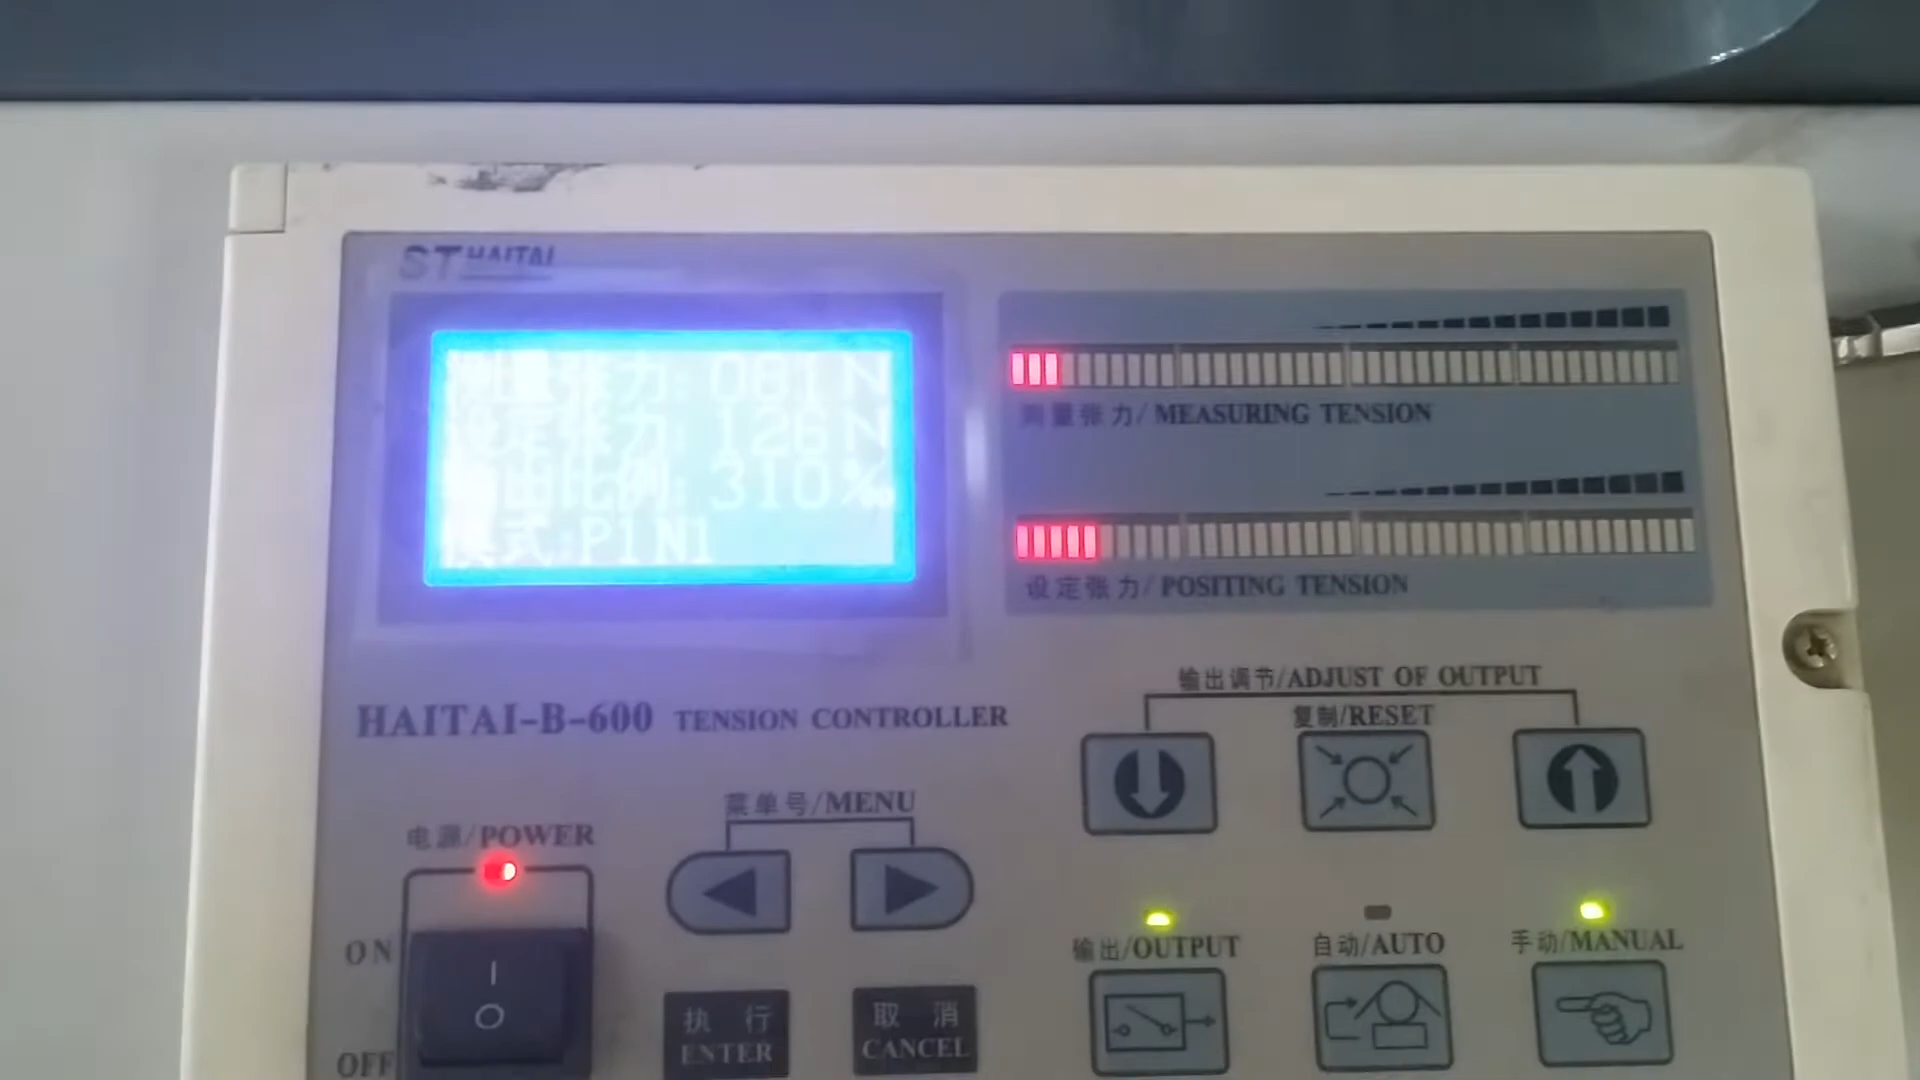 ST HAITAI
测量张力: 081N
设定张力: 126N
输出比例: 310‰
模式:P1N1
测量张力/ MEASURING TENSION
设定张力/ POSITING TENSION
HAITAI-B-600 TENSION CONTROLLER
输出调节/ADJUST OF OUTPUT
复制/RESET
菜单号/MENU
电源/POWER
ON
OFF
执 行
ENTER
取 消
CANCEL
输出/OUTPUT
自动/AUTO
手动/MANUAL